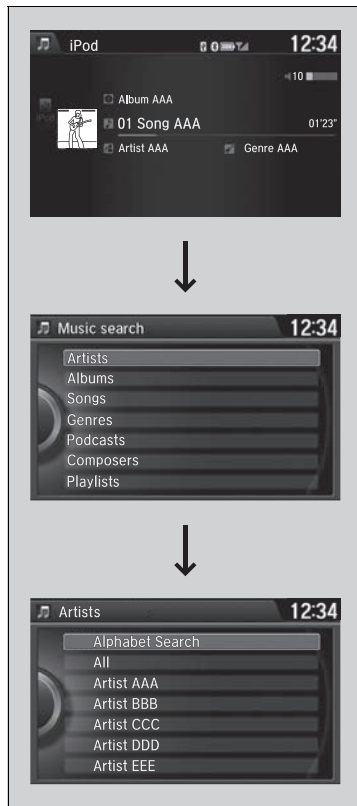 iPod 12:34
10
Album AAA
01 Song AAA 01'23"
iPod
Artist AAA Genre AAA
Music search 12:34
Artists
Albums
Songs
Genres
Podcasts
Composers
Playlists
Artists 12:34
Alphabet Search
All
Artist AAA
Artist BBB
Artist CCC
Artist DDD
Artist EEE